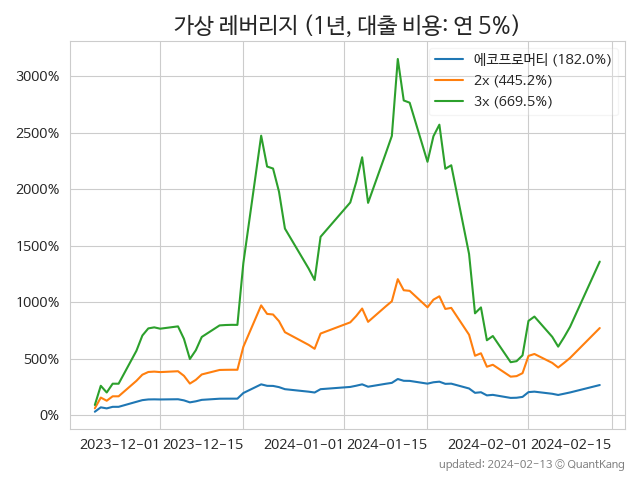 가상 레버리지 (1년, 대출 비용: 연 5%)
에코프로머티 (182.0%)
2x (445.2%)
3x (669.5%)
3000%
2500%
2000%
1500%
1000%
500%
0%
2023-12-01 2023-12-15 2024-01-01 2024-01-15 2024-02-01 2024-02-15
updated: 2024-02-13 © QuantKang